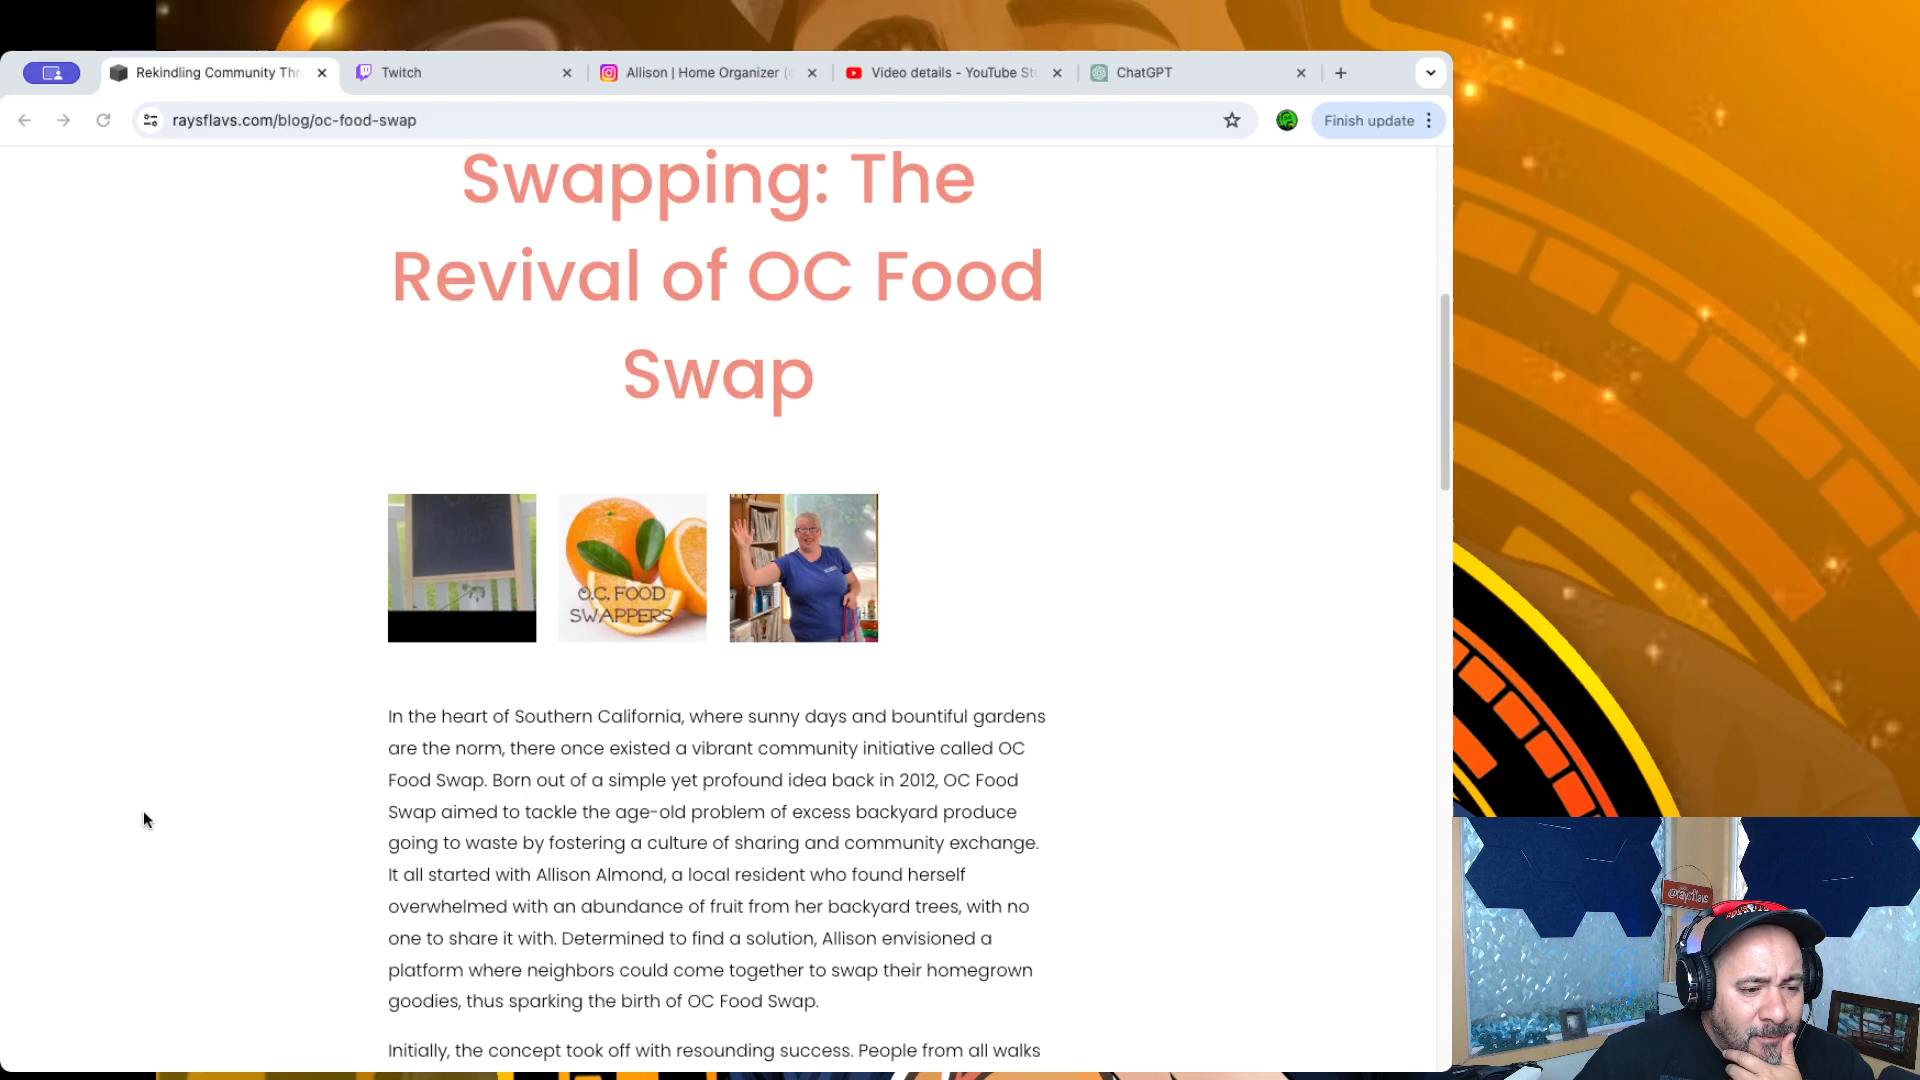 Rekindling Community Thr
Twitch
Allison | Home Organizer (
Video details - YouTube Stu
ChatGPT
raysflavs.com/blog/oc-food-swap
Finish update
Swapping: The
Revival of OC Food
Swap
O.C. FOOD
SWAPPERS
In the heart of Southern California, where sunny days and bountiful gardens
are the norm, there once existed a vibrant community initiative called OC
Food Swap. Born out of a simple yet profound idea back in 2012, OC Food
Swap aimed to tackle the age-old problem of excess backyard produce
going to waste by fostering a culture of sharing and community exchange.
It all started with Allison Almond, a local resident who found herself
overwhelmed with an abundance of fruit from her backyard trees, with no
one to share it with. Determined to find a solution, Allison envisioned a
platform where neighbors could come together to swap their homegrown
goodies, thus sparking the birth of OC Food Swap.
Initially, the concept took off with resounding success. People from all walks
@raysflavs